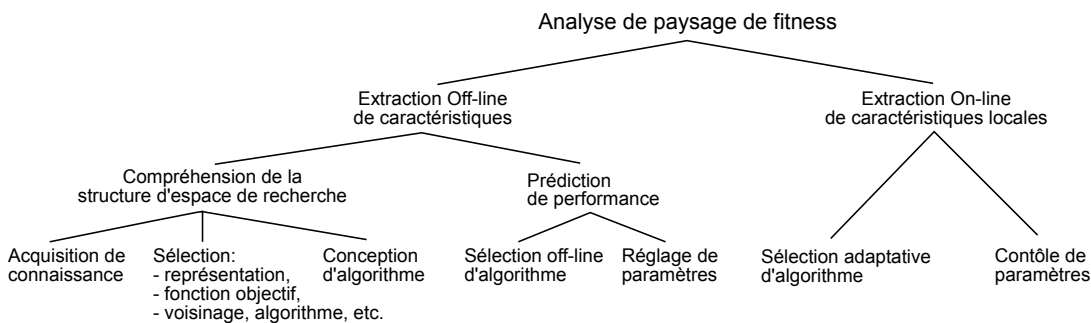 Analyse de paysage de fitness
Extraction Off-line
de caractéristiques
Extraction On-line
de caractéristiques locales
Compréhension de la
structure d'espace de recherche
Prédiction
de performance
Acquisition de
connaissance
Sélection:
- représentation,
- fonction objectif,
- voisinage, algorithme, etc.
Conception
d'algorithme
Sélection off-line
d'algorithme
Réglage de
paramètres
Sélection adaptative
d'algorithme
Contôle de
paramètres